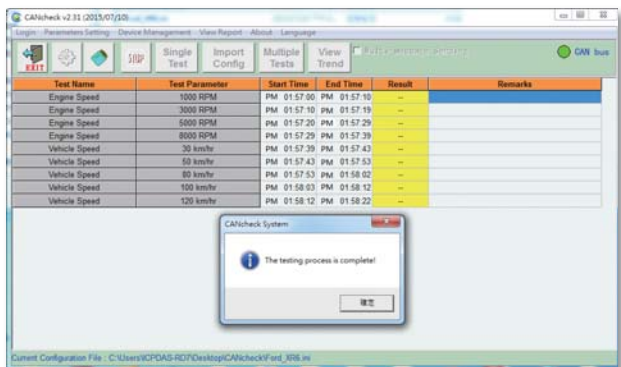 CANcheck v2.31 (2015/07/10)
Login Parameters Setting Device Management View Report About Language
EXIT STOP Single Test Import Config Multiple Tests View Trend CAN bus
Test Name Test Parameter Start Time End Time Result Remarks
Engine Speed 1000 RPM PM 01:57:00 PM 01:57:10 --
Engine Speed 3000 RPM PM 01:57:10 PM 01:57:19 --
Engine Speed 5000 RPM PM 01:57:20 PM 01:57:29 --
Engine Speed 8000 RPM PM 01:57:29 PM 01:57:39 --
Vehicle Speed 30 km/hr PM 01:57:39 PM 01:57:43 --
Vehicle Speed 50 km/hr PM 01:57:43 PM 01:57:53 --
Vehicle Speed 80 km/hr PM 01:57:53 PM 01:58:02 --
Vehicle Speed 100 km/hr PM 01:58:03 PM 01:58:12 --
Vehicle Speed 120 km/hr PM 01:58:12 PM 01:58:22 --
CANcheck System
The testing process is complete!
確定
Current Configuration File : C:\Users\ICPDAS-RD7\Desktop\CANcheck\Ford_XR6.ini